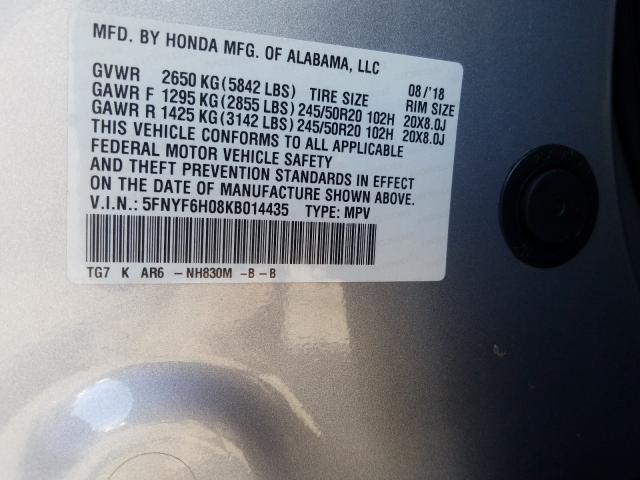 MFD. BY HONDA MFG. OF ALABAMA, LLC
GVWR 2650 KG(5842 LBS) TIRE SIZE 08/'18 RIM SIZE
GAWR F 1295 KG(2855 LBS)245/50R20 102H 20X8.0J
GAWR R 1425 KG(3142 LBS)245/50R20 102H 20X8.0J
THIS VEHICLE CONFORMS TO ALL APPLICABLE
FEDERAL MOTOR VEHICLE SAFETY
AND THEFT PREVENTION STANDARDS IN EFFECT
ON THE DATE OF MANUFACTURE SHOWN ABOVE.
V.I.N.: 5FNYF6H08KB014435 TYPE: MPV
TG7 K AR6 -NH830M -B-B